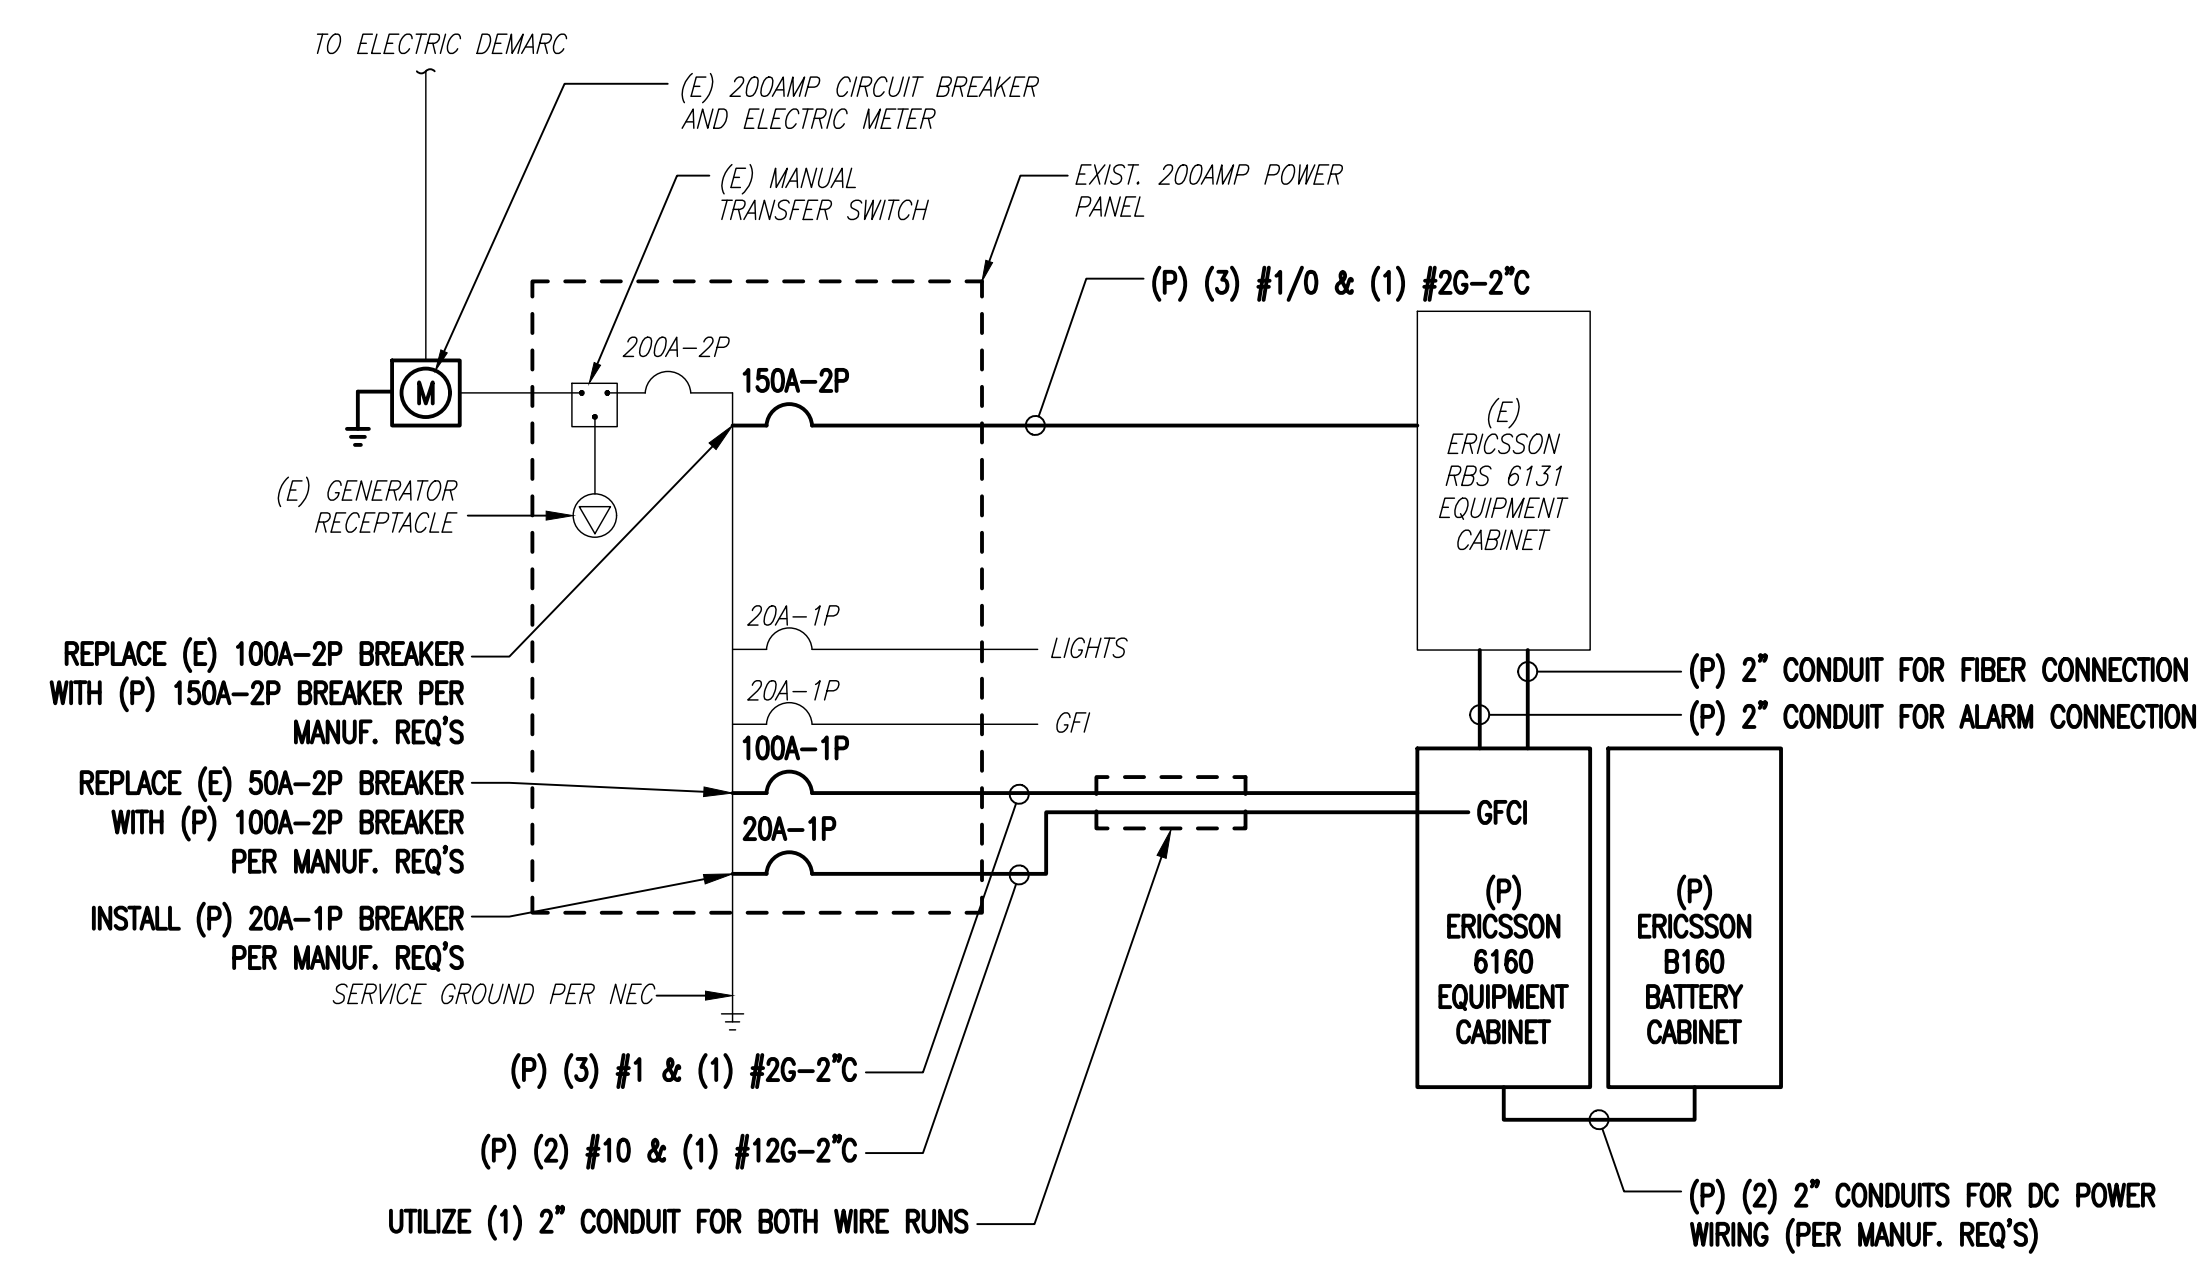 TO ELECTRIC DEMARC
(E) 200AMP CIRCUIT BREAKER
AND ELECTRIC METER
(E) MANUAL
TRANSFER SWITCH
EXIST. 200AMP POWER
PANEL
(P) (3) #1/0 & (1) #2G-2"C
200A-2P
150A-2P
M
(E)
ERICSSON
RBS 6131
EQUIPMENT
CABINET
(E) GENERATOR
RECEPTACLE
20A-1P
LIGHTS
REPLACE (E) 100A-2P BREAKER
WITH (P) 150A-2P BREAKER PER
MANUF. REQ'S
20A-1P
GFI
(P) 2" CONDUIT FOR FIBER CONNECTION
(P) 2" CONDUIT FOR ALARM CONNECTION
100A-1P
REPLACE (E) 50A-2P BREAKER
WITH (P) 100A-2P BREAKER
PER MANUF. REQ'S
20A-1P
GFCI
INSTALL (P) 20A-1P BREAKER
PER MANUF. REQ'S
(P)
ERICSSON
6160
EQUIPMENT
CABINET
(P)
ERICSSON
B160
BATTERY
CABINET
SERVICE GROUND PER NEC
(P) (3) #1 & (1) #2G-2"C
(P) (2) #10 & (1) #12G-2"C
UTILIZE (1) 2" CONDUIT FOR BOTH WIRE RUNS
(P) (2) 2" CONDUITS FOR DC POWER
WIRING (PER MANUF. REQ'S)